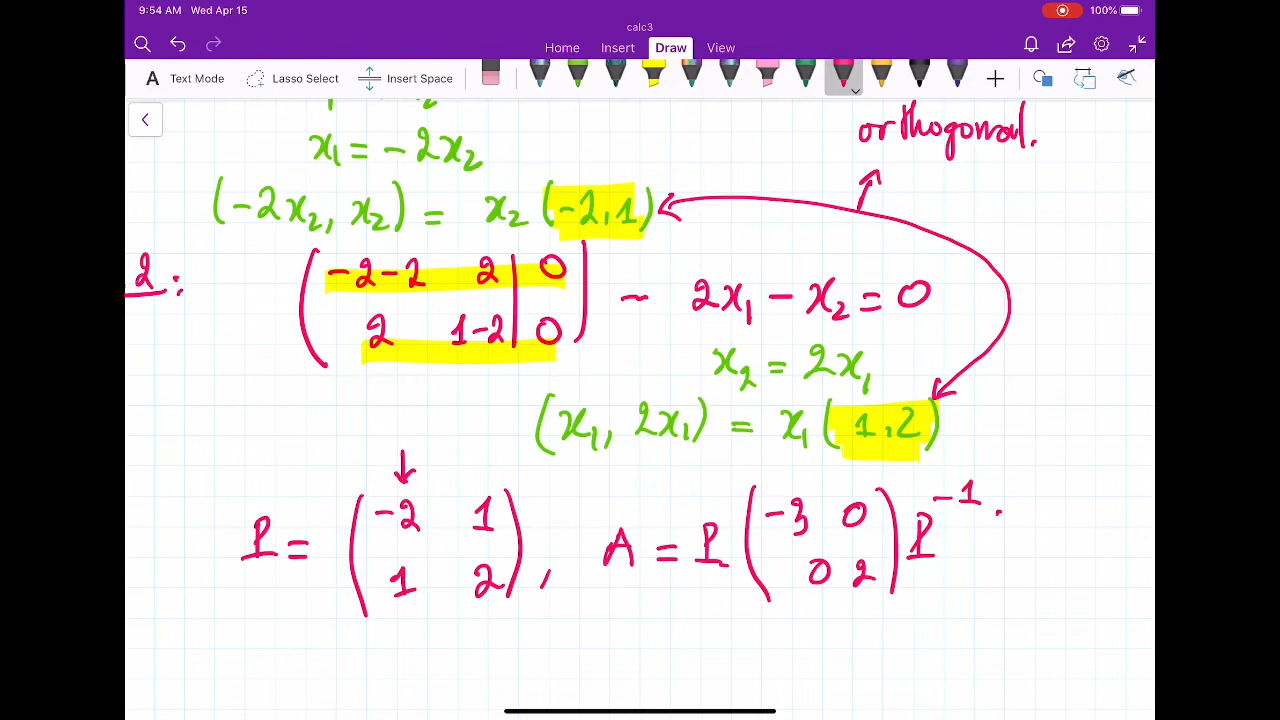 9:54 AM Wed Apr 15 100%
calc3
Home Insert Draw View
A Text Mode Lasso Select Insert Space
orthogonal.
x₁ = -2x₂
(-2x₂, x₂) = x₂ (-2,1)
2: ( -2-2 2 | 0
2 1-2 | 0 ) ~ 2x₁ - x₂ = 0
x₂ = 2x₁
(x₁, 2x₁) = x₁ (1,2)
P = ( -2 1
1 2 ), A = P ( -3 0
0 2 ) P⁻¹.